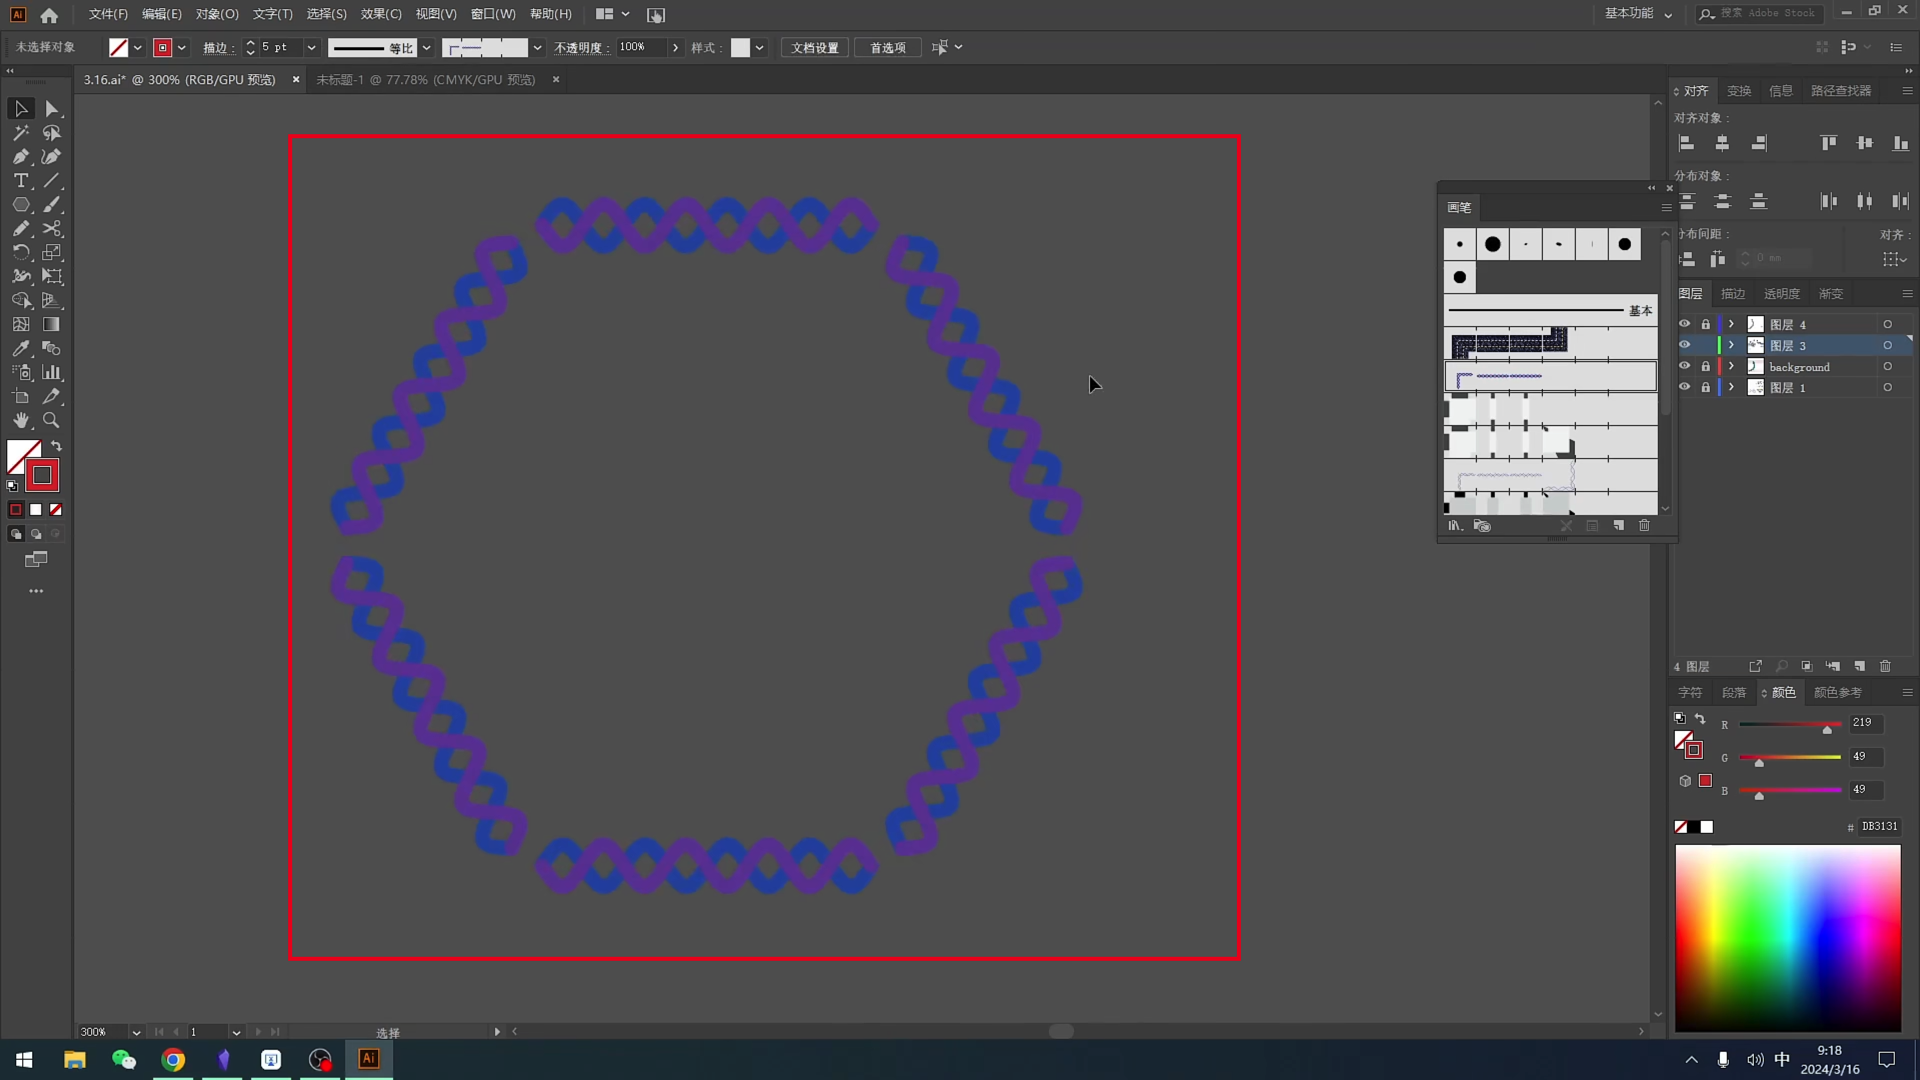 Ai 文件(F) 编辑(E) 对象(O) 文字(T) 选择(S) 效果(C) 视图(V) 窗口(W) 帮助(H) 基本功能 搜索 Adobe Stock
未选择对象 描边: 5 pt 等比 不透明度: 100% 样式: 文档设置 首选项
3.16.ai* @ 300% (RGB/GPU 预览) × 未标题-1 @ 77.78% (CMYK/GPU 预览) ×
对齐 变换 信息 路径查找器
对齐对象:
分布对象:
画笔
分布间距: 对齐:
0 mm
基本
图层 描边 透明度 渐变
图层 4
图层 3
background
图层 1
4 图层
字符 段落 颜色 颜色参考
R 219
G 49
B 49
# DB3131
300% 1 选择
Ai 中 9:18
2024/3/16